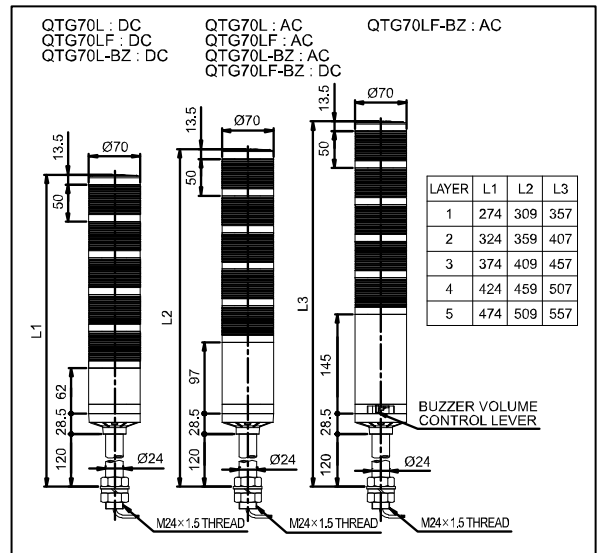 QTG70L : DC
QTG70LF : DC
QTG70L-BZ : DC
QTG70L : AC
QTG70LF : AC
QTG70L-BZ : AC
QTG70LF-BZ : DC
QTG70LF-BZ : AC
13.5
Ø70
50
L1
62
28.5
120
Ø24
M24×1.5 THREAD
13.5
Ø70
50
L2
97
28.5
120
Ø24
M24×1.5 THREAD
13.5
Ø70
50
L3
145
28.5
120
Ø24
M24×1.5 THREAD
BUZZER VOLUME
CONTROL LEVER
LAYER L1 L2 L3
1 274 309 357
2 324 359 407
3 374 409 457
4 424 459 507
5 474 509 557